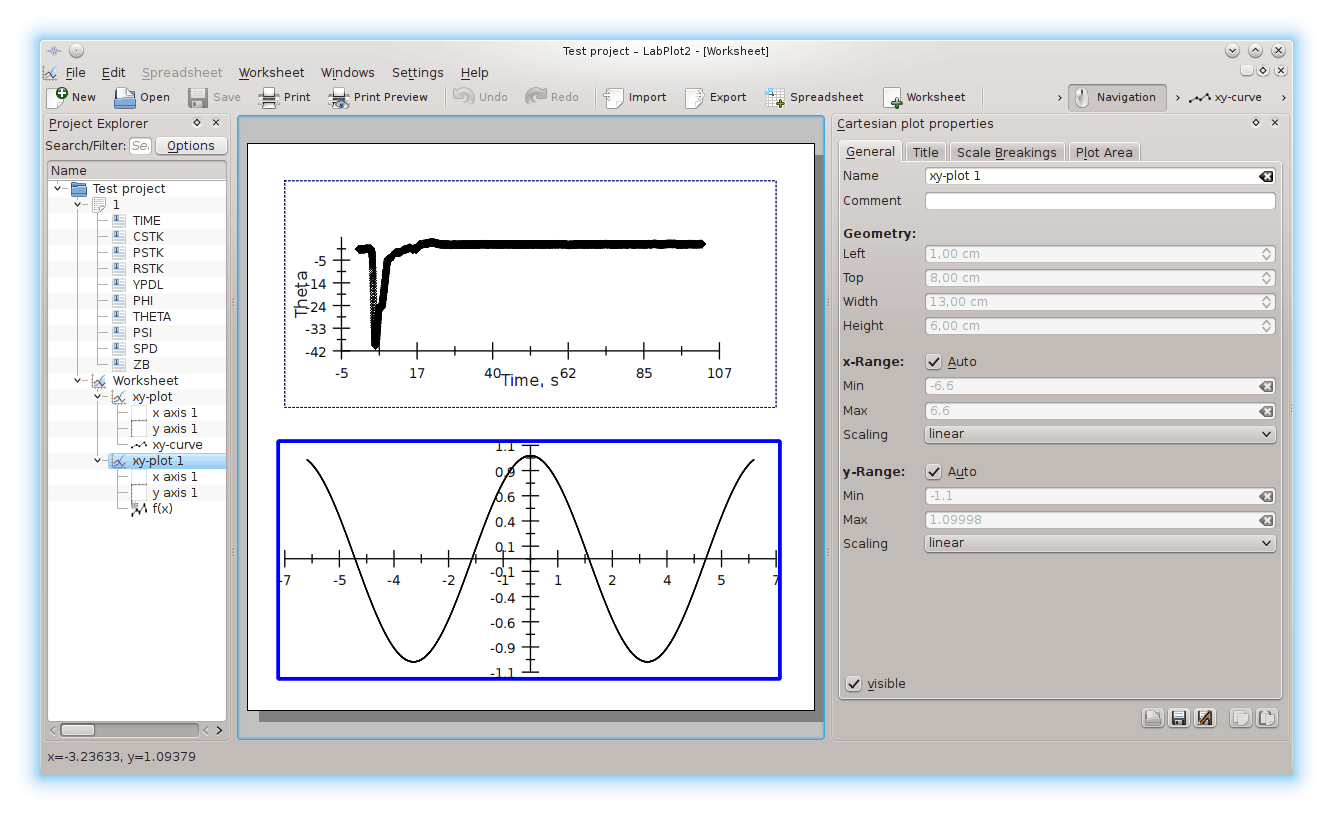 Test project – LabPlot2 - [Worksheet]
File Edit Spreadsheet Worksheet Windows Settings Help
New Open Save Print Print Preview Undo Redo Import Export Spreadsheet Worksheet Navigation xy-curve
Project Explorer
Search/Filter: Se Options
Name
Test project
1
TIME
CSTK
PSTK
RSTK
YPDL
PHI
THETA
PSI
SPD
ZB
Worksheet
xy-plot
x axis 1
y axis 1
xy-curve
xy-plot 1
x axis 1
y axis 1
f(x)
Theta
-5
-14
-24
-33
-42
-5 17 40 62 85 107
Time, s
1.1
0.9
0.6
0.4
0.1
-7 -5 -4 -2 -1 1 2 4 5 7
-0.1
-0.4
-0.6
-0.9
-1.1
Cartesian plot properties
General Title Scale Breakings Plot Area
Name xy-plot 1
Comment
Geometry:
Left 1,00 cm
Top 8,00 cm
Width 13,00 cm
Height 6,00 cm
x-Range: Auto
Min -6.6
Max 6.6
Scaling linear
y-Range: Auto
Min -1.1
Max 1.09998
Scaling linear
visible
x=-3.23633, y=1.09379